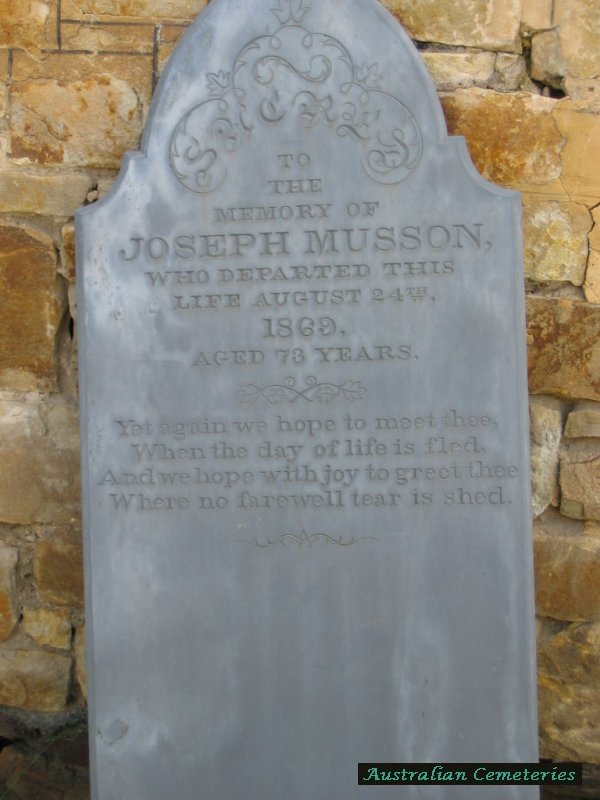 SACRED
TO
THE
MEMORY OF
JOSEPH MUSSON,
WHO DEPARTED THIS
LIFE AUGUST 24TH,
1869,
AGED 73 YEARS.
Yet again we hope to meet thee,
When the day of life is fled,
And we hope with joy to greet thee
Where no farewell tear is shed.
Australian Cemeteries